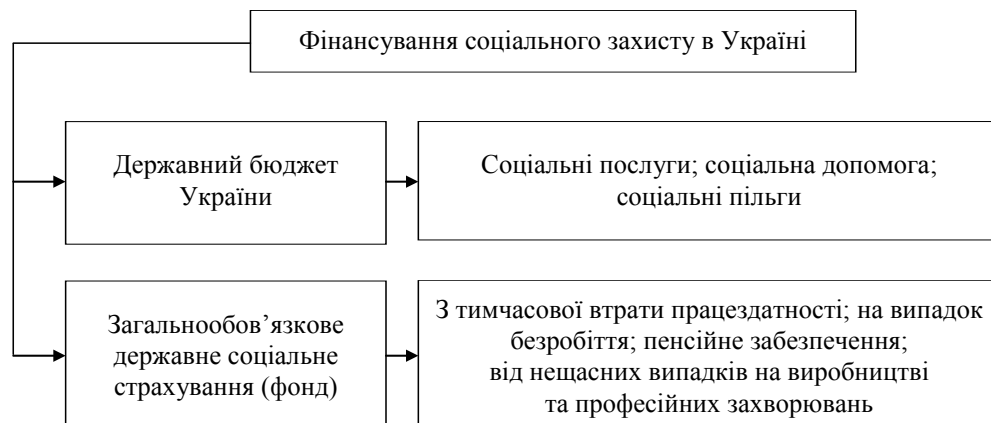 Фінансування соціального захисту в Україні
Державний бюджет
України
Соціальні послуги; соціальна допомога;
соціальні пільги
Загальнообов’язкове
державне соціальне
страхування (фонд)
З тимчасової втрати працездатності; на випадок
безробіття; пенсійне забезпечення;
від нещасних випадків на виробництві
та професійних захворювань